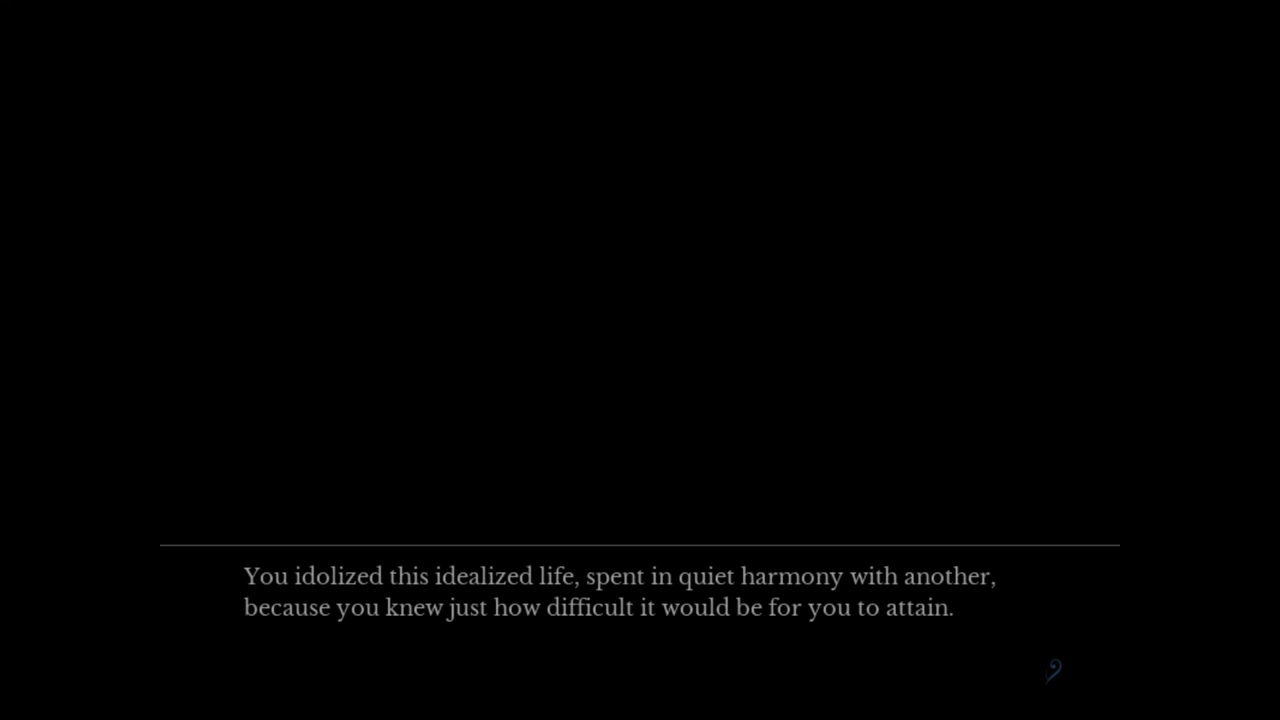 You idolized this idealized life, spent in quiet harmony with another,
because you knew just how difficult it would be for you to attain.